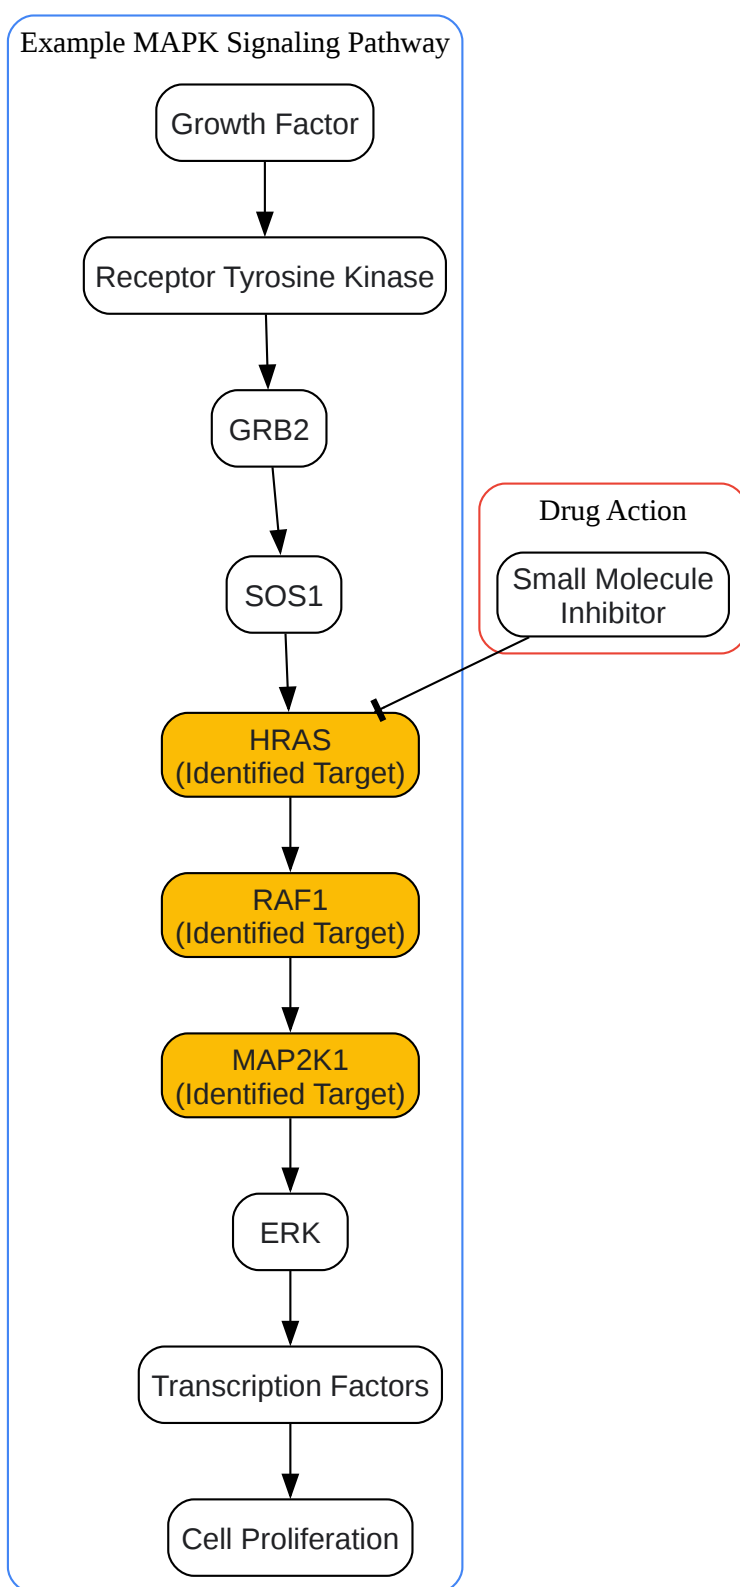 Example MAPK Signaling Pathway
Growth Factor
Receptor Tyrosine Kinase
GRB2
SOS1
Drug Action
Small Molecule
Inhibitor
HRAS
(Identified Target)
RAF1
(Identified Target)
MAP2K1
(Identified Target)
ERK
Transcription Factors
Cell Proliferation